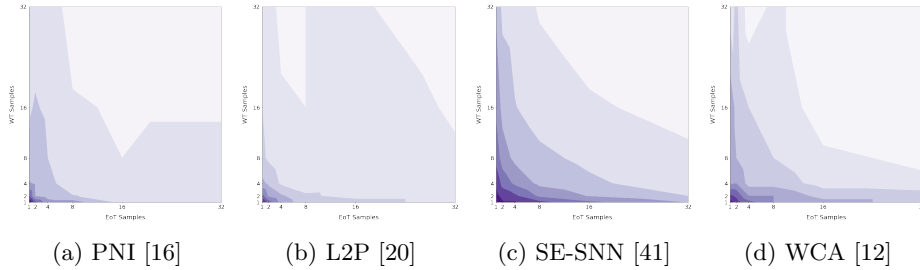 32 32 32 32
WT Samples WT Samples WT Samples WT Samples
16 16 16 16
8 8 8 8
4 4 4 4
2 2 2 2
1 1 1 1
1 2 4 8 16 32 1 2 4 8 16 32 1 2 4 8 16 32 1 2 4 8 16
EoT Samples EoT Samples EoT Samples EoT Samples
(a) PNI [16] (b) L2P [20] (c) SE-SNN [41] (d) WCA [12]